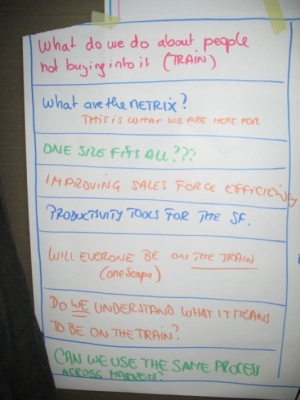 What do we do about people
not buying into it (TRAIN)
What are the METRIX?
THIS IS WHAT WE ARE HERE FOR
ONE SIZE FITS ALL???
IMPROVING SALES FORCE EFFICIENCY
PRODUCTIVITY TOOLS FOR THE SF.
WILL EVERONE BE ON THE TRAIN
(onescapa)
DO WE UNDERSTAND WHAT IT MEANS
TO BE ON THE TRAIN?
CAN WE USE THE SAME PROCESS
ACROSS MARKETS?